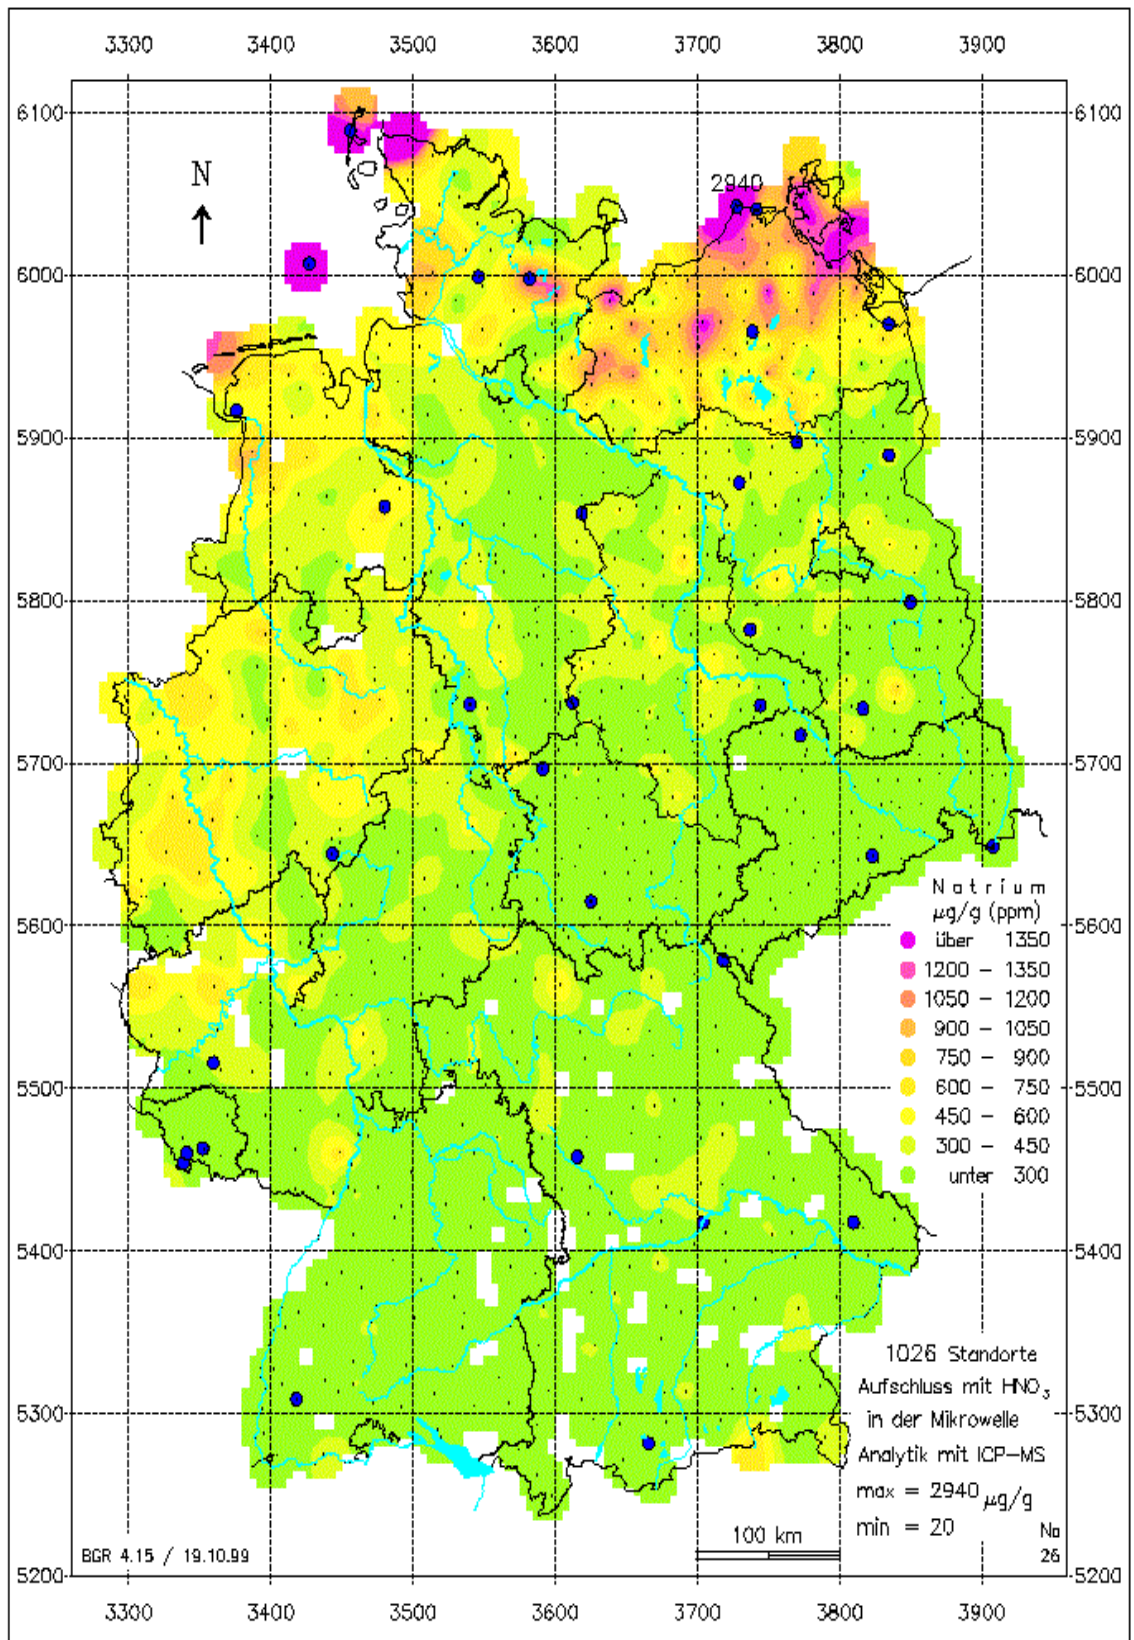 3300 3400 3500 3600 3700 3800 3900
6100 6100
N
2940
6000 6000
5900 5900
5800 5800
5700 5700
Natrium
µg/g (ppm)
5600 5600
über 1350
1200 – 1350
1050 – 1200
900 – 1050
750 – 900
5500 5500
600 – 750
450 – 600
300 – 450
unter 300
5400 5400
1026 Standorte
Aufschluss mit HNO3
5300 5300
in der Mikrowelle
Analytik mit ICP–MS
max = 2940 µg/g
min = 20
100 km
Na
26
BGR 4.15 / 19.10.99
5200 5200
3300 3400 3500 3600 3700 3800 3900